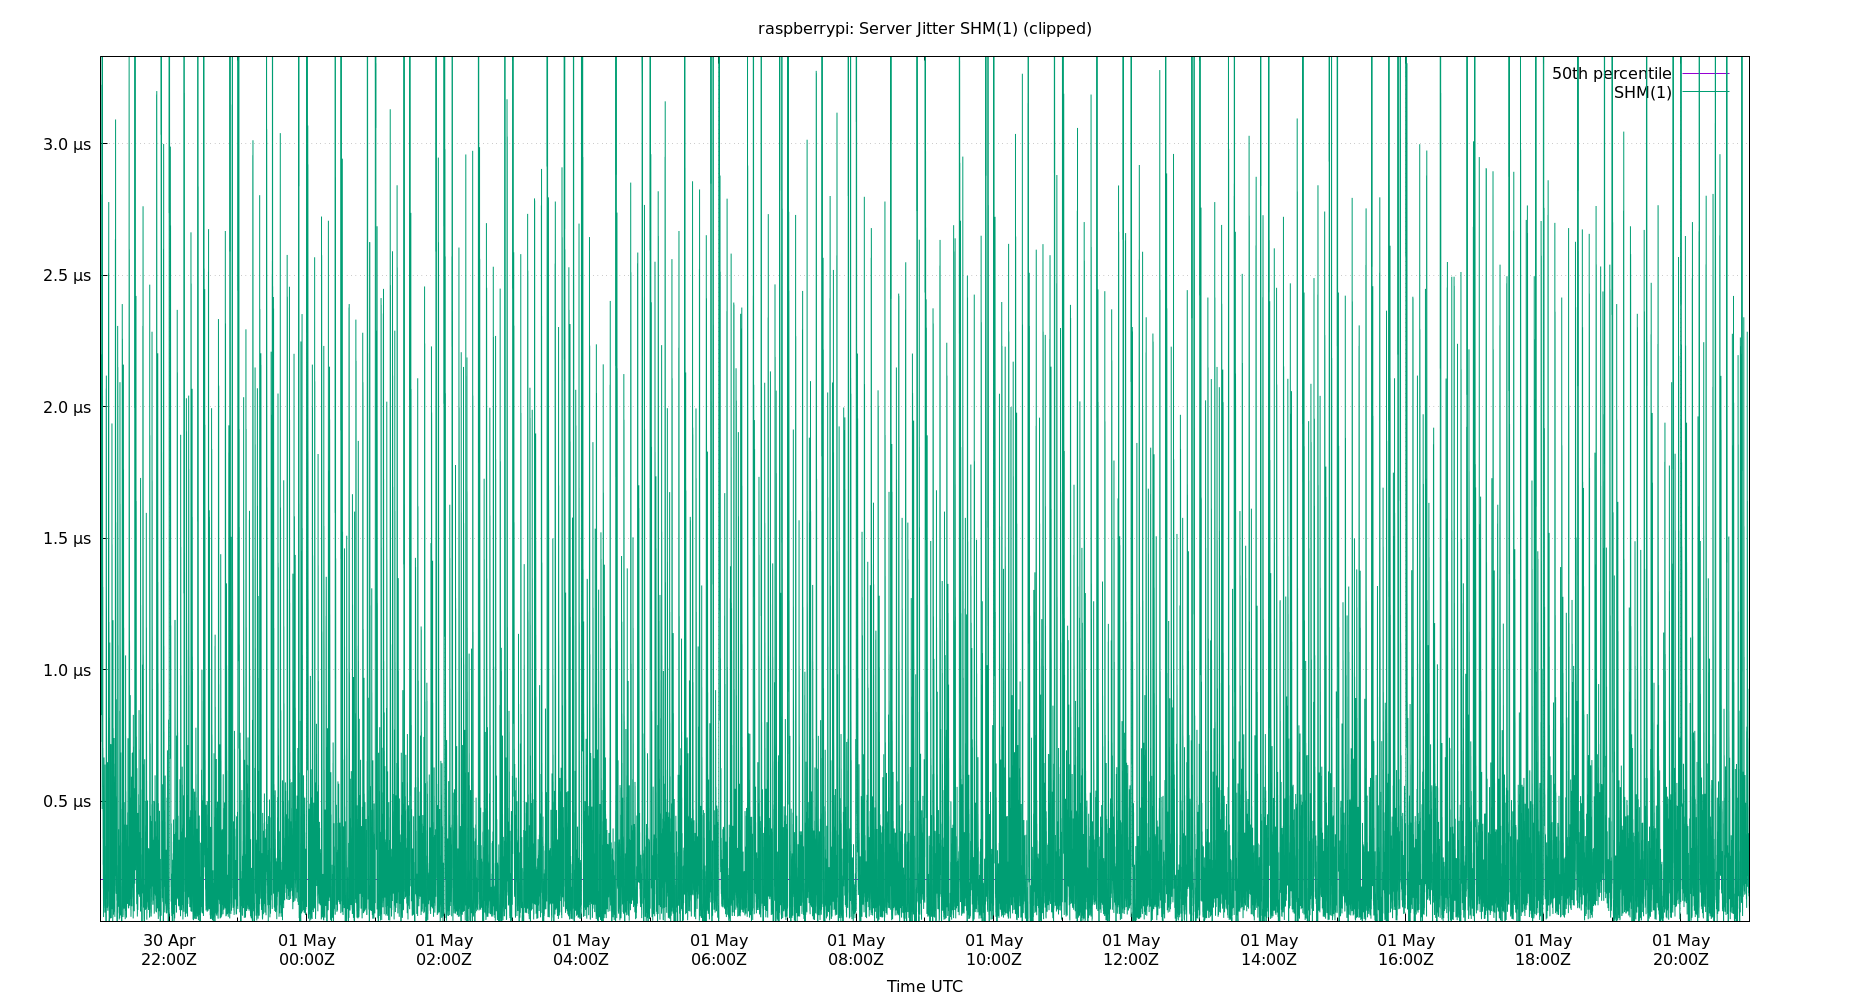 raspberrypi: Server Jitter SHM(1) (clipped)
50th percentile
SHM(1)
3.0 µs
2.5 µs
2.0 µs
1.5 µs
1.0 µs
0.5 µs
30 Apr 01 May 01 May 01 May 01 May 01 May 01 May 01 May 01 May 01 May 01 May 01 May
22:00Z 00:00Z 02:00Z 04:00Z 06:00Z 08:00Z 10:00Z 12:00Z 14:00Z 16:00Z 18:00Z 20:00Z
Time UTC